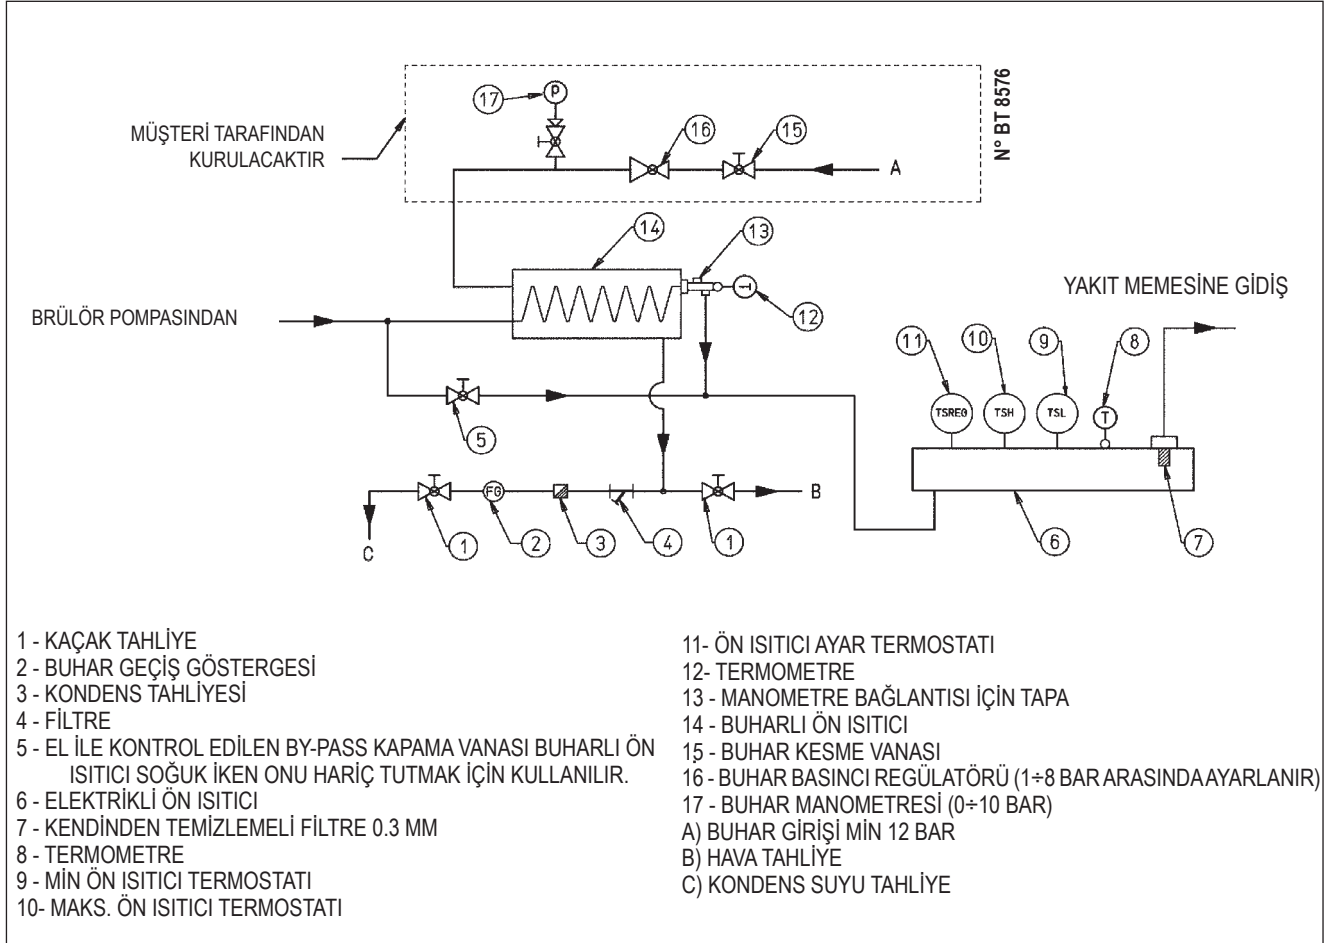 N° BT 8576
17
P
16
15
MÜŞTERİ TARAFINDAN
KURULACAKTIR
A
14
13
12
BRÜLÖR POMPASINDAN
YAKIT MEMESİNE GİDİŞ
11
10
9
8
TSREG
TSH
TSL
T
5
B
FG
C
1
2
3
4
1
6
7
1 - KAÇAK TAHLİYE
2 - BUHAR GEÇİŞ GÖSTERGESİ
3 - KONDENS TAHLİYESİ
4 - FİLTRE
5 - EL İLE KONTROL EDİLEN BY-PASS KAPAMA VANASI BUHARLI ÖN
ISITICI SOĞUK İKEN ONU HARİÇ TUTMAK İÇİN KULLANILIR.
6 - ELEKTRİKLİ ÖN ISITICI
7 - KENDİNDEN TEMİZLEMELİ FİLTRE 0.3 MM
8 - TERMOMETRE
9 - MİN ÖN ISITICI TERMOSTATI
10- MAKS. ÖN ISITICI TERMOSTATI
11- ÖN ISITICI AYAR TERMOSTATI
12- TERMOMETRE
13 - MANOMETRE BAĞLANTISI İÇİN TAPA
14 - BUHARLI ÖN ISITICI
15 - BUHAR KESME VANASI
16 - BUHAR BASINCI REGÜLATÖRÜ (1÷8 BAR ARASINDA AYARLANIR)
17 - BUHAR MANOMETRESİ (0÷10 BAR)
A) BUHAR GİRİŞİ MİN 12 BAR
B) HAVA TAHLİYE
C) KONDENS SUYU TAHLİYE